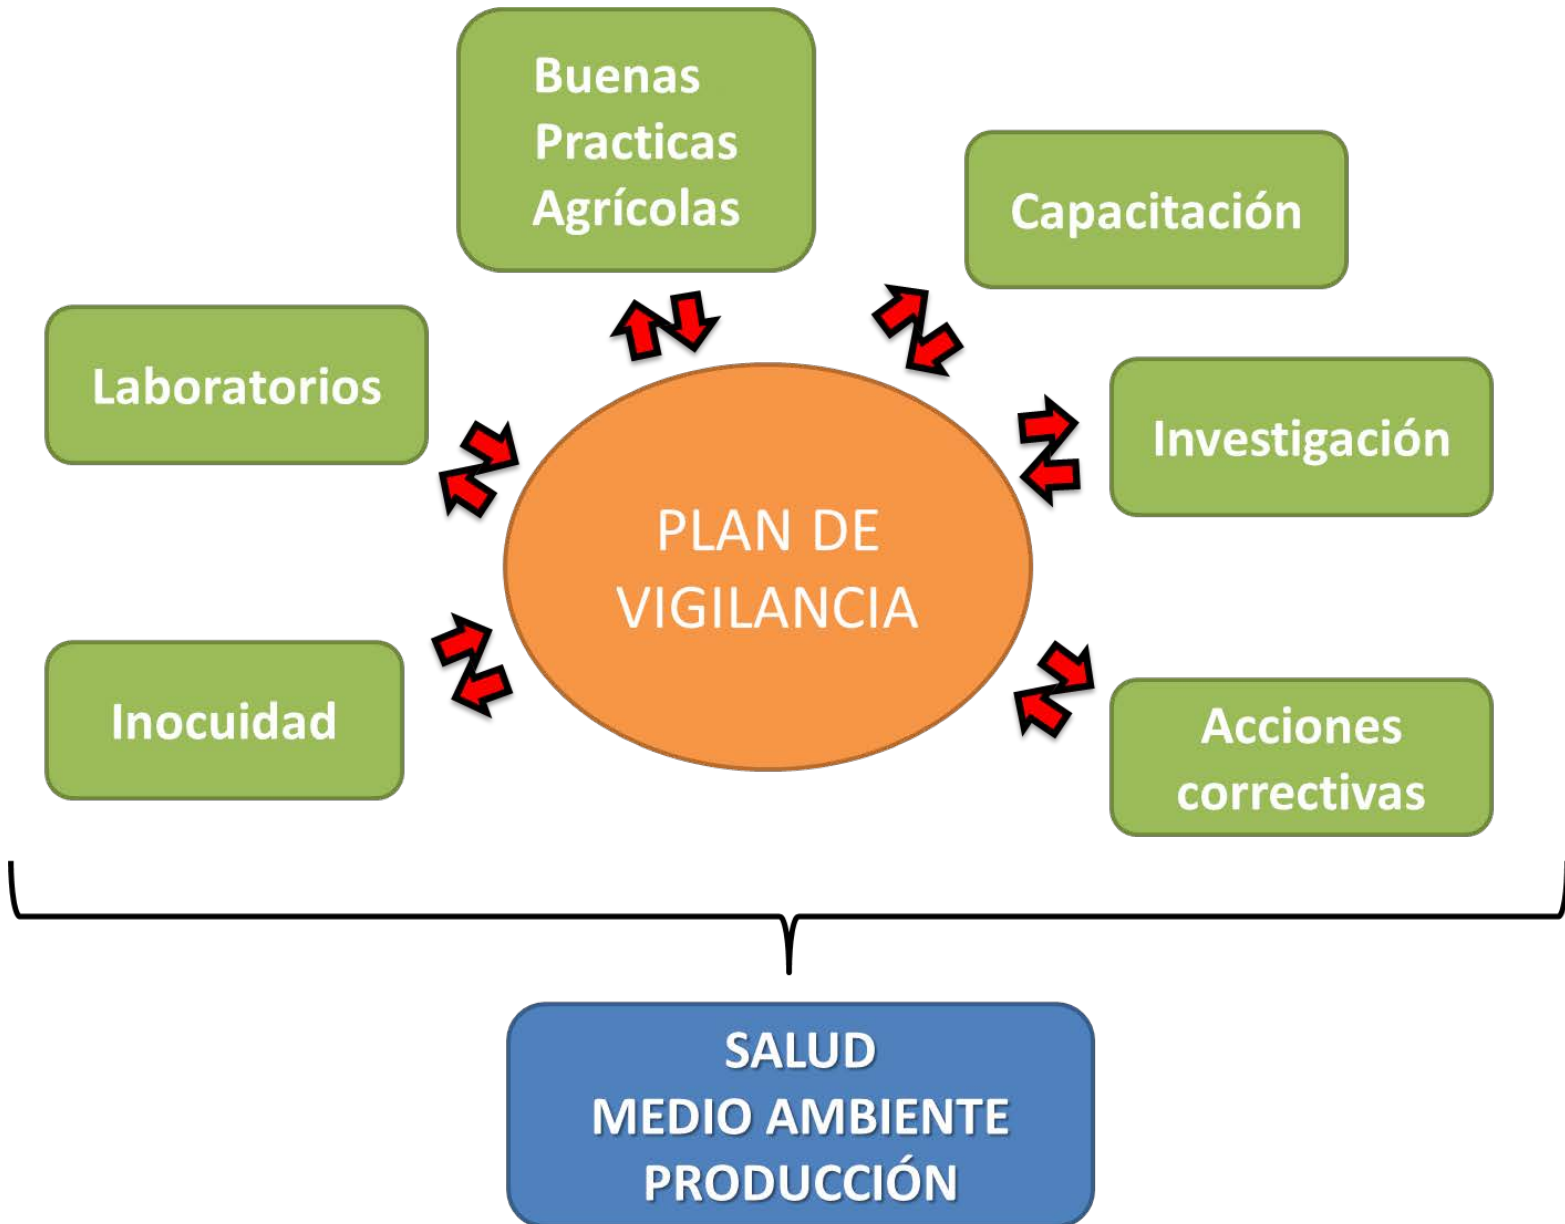 Buenas
Practicas
Agrícolas
Capacitación
Laboratorios
Investigación
PLAN DE
VIGILANCIA
Inocuidad
Acciones
correctivas
SALUD
MEDIO AMBIENTE
PRODUCCIÓN